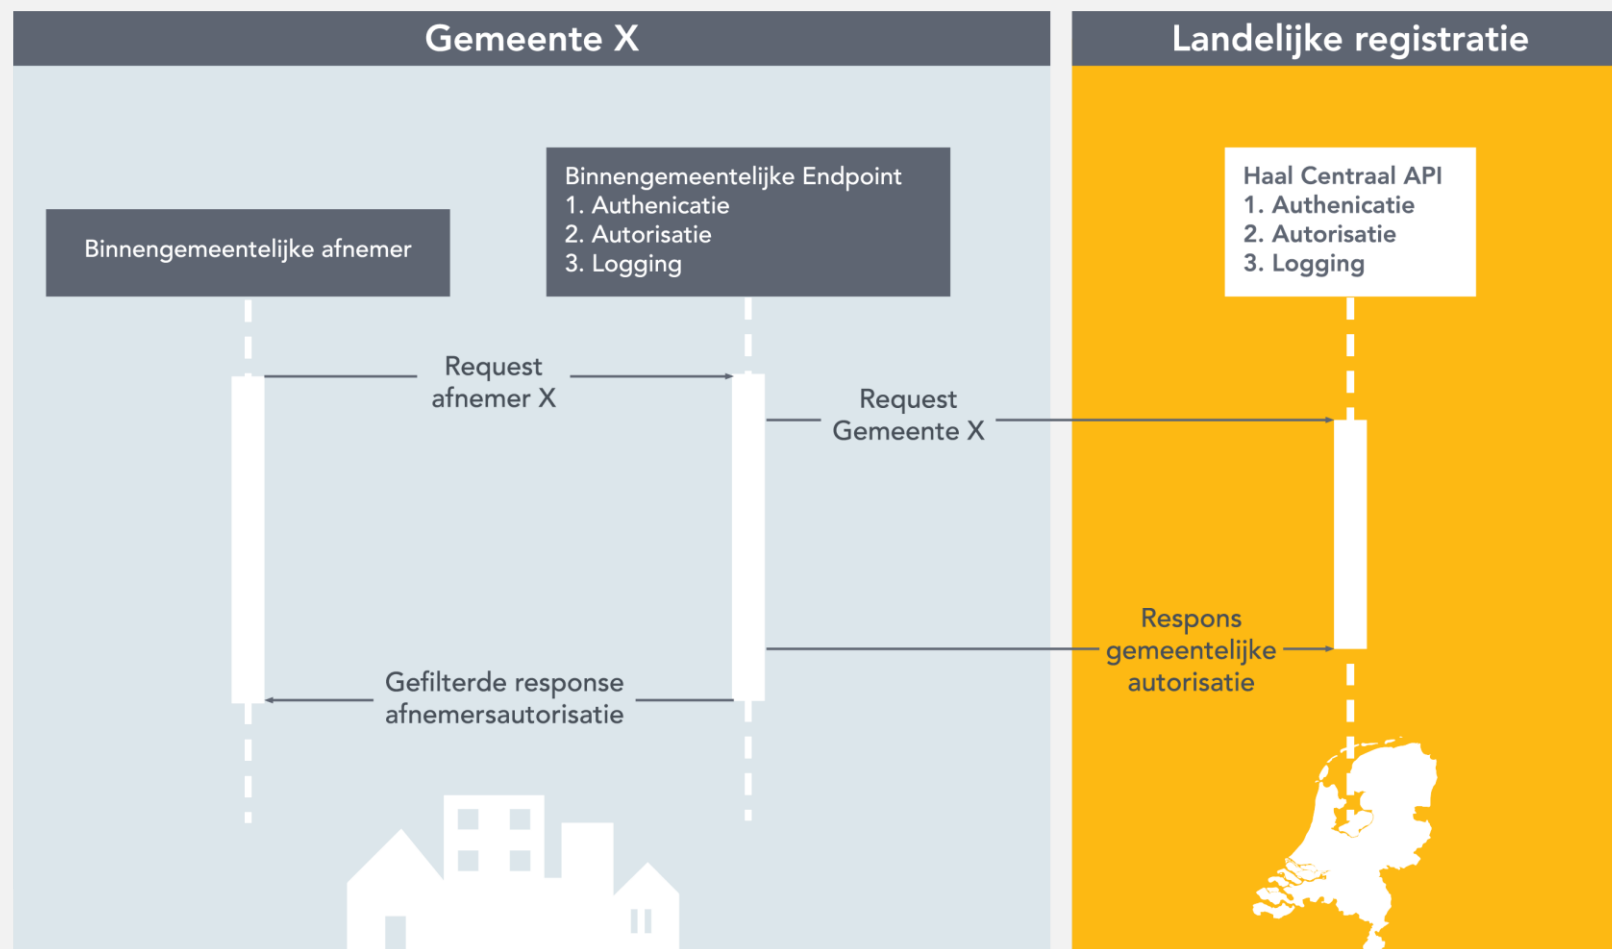 Gemeente X
Landelijke registratie
Binnengemeentelijke afnemer
Binnengemeentelijke Endpoint
1. Authenicatie
2. Autorisatie
3. Logging
Haal Centraal API
1. Authenicatie
2. Autorisatie
3. Logging
Request
afnemer X
Request
Gemeente X
Respons
gemeentelijke
autorisatie
Gefilterde response
afnemersautorisatie